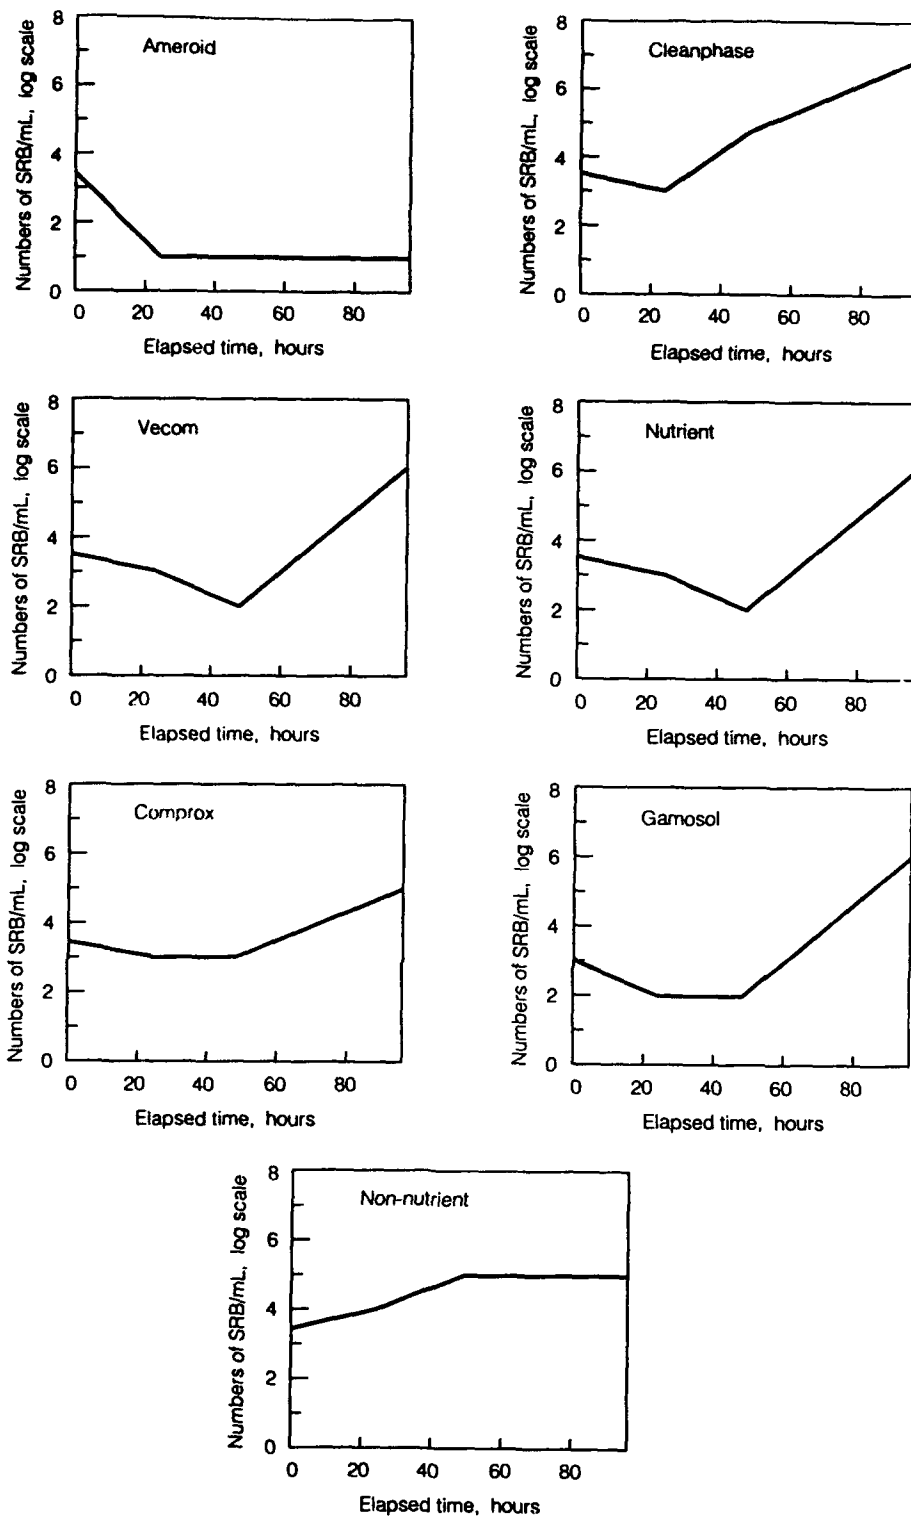 Ameroid
Numbers of SRB/mL, log scale
8
6
4
2
0
0 20 40 60 80
Elapsed time, hours
Cleanphase
Numbers of SRB/mL, log scale
8
6
4
2
0
0 20 40 60 80
Elapsed time, hours
Vecom
Numbers of SRB/mL, log scale
8
6
4
2
0
0 20 40 60 80
Elapsed time, hours
Nutrient
Numbers of SRB/mL, log scale
8
6
4
2
0
0 20 40 60 80
Elapsed time, hours
Comprox
Numbers of SRB/mL, log scale
8
6
4
2
0
0 20 40 60 80
Elapsed time, hours
Gamosol
Numbers of SRB/mL, log scale
8
6
4
2
0
0 20 40 60 80
Elapsed time, hours
Non-nutrient
Numbers of SRB/mL, log scale
8
6
4
2
0
0 20 40 60 80
Elapsed time, hours